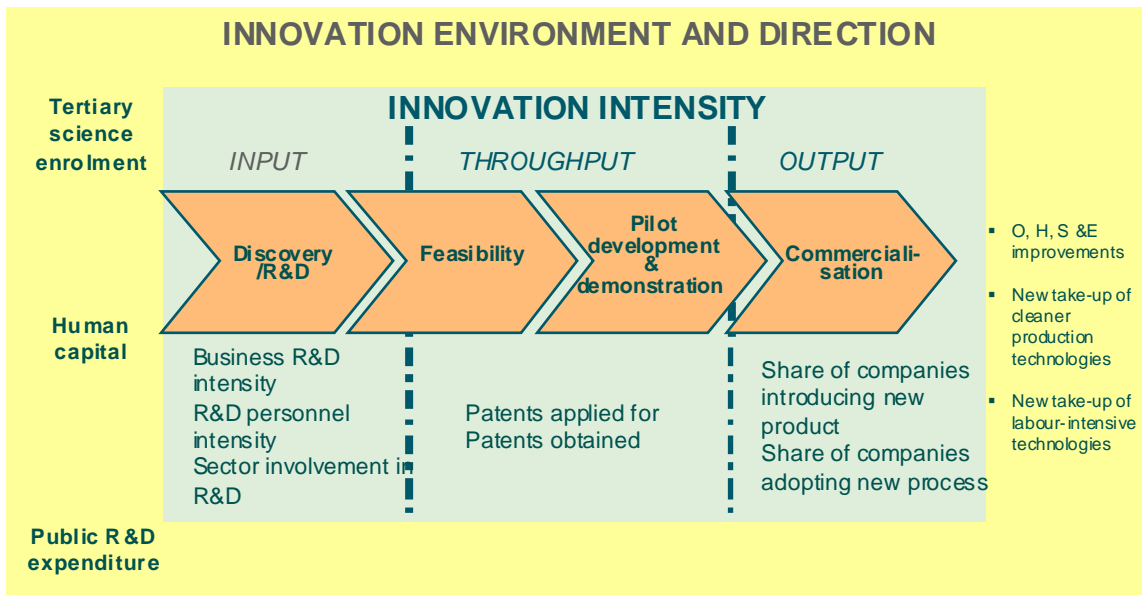 INNOVATION ENVIRONMENT AND DIRECTION
Tertiary
science
enrolment
INNOVATION INTENSITY
INPUT
THROUGHPUT
OUTPUT
Discovery
/R&D
Feasibility
Pilot
development
&
demonstration
Commerciali-
sation
Human
capital
Business R&D
intensity
R&D personnel
intensity
Sector involvement in
R&D
Patents applied for
Patents obtained
Share of companies
introducing new
product
Share of companies
adopting new process
▪ O, H, S &E
improvements
▪ New take-up of
cleaner
production
technologies
▪ New take-up of
labour-intensive
technologies
Public R&D
expenditure